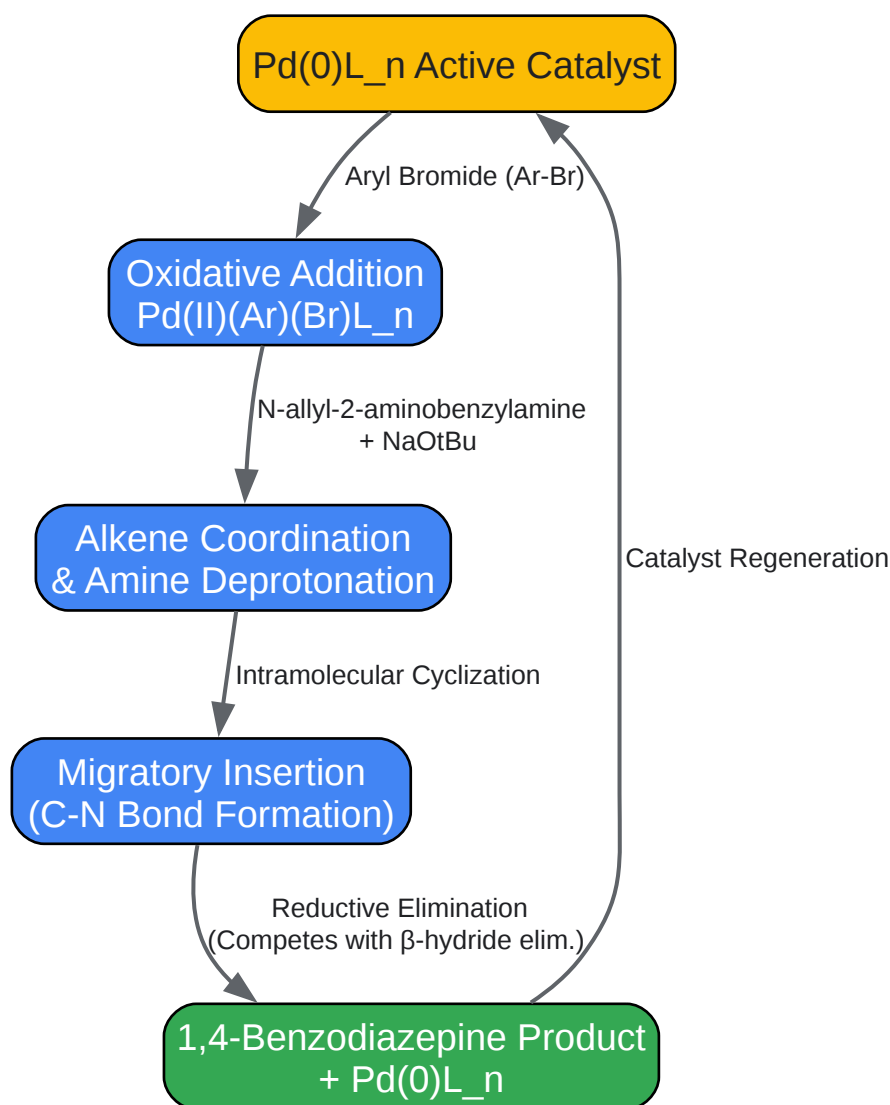 Pd(0)L_n Active Catalyst
Aryl Bromide (Ar-Br)
Oxidative Addition
Pd(II)(Ar)(Br)L_n
N-allyl-2-aminobenzylamine
+ NaOtBu
Alkene Coordination
& Amine Deprotonation
Catalyst Regeneration
Intramolecular Cyclization
Migratory Insertion
(C-N Bond Formation)
Reductive Elimination
(Competes with β-hydride elim.)
1,4-Benzodiazepine Product
+ Pd(0)L_n